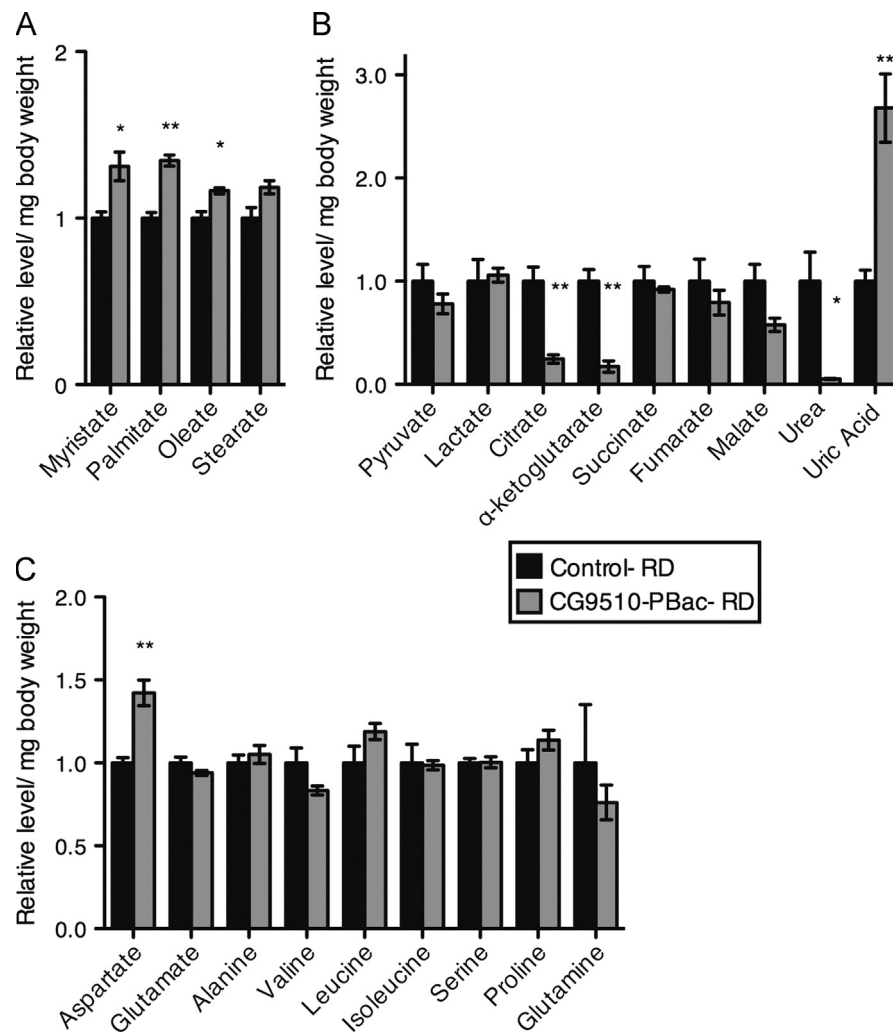 A
Relative level/ mg body weight
2
1
0
*
**
*
Myristate
Palmitate
Oleate
Stearate
B
Relative level/ mg body weight
3.0
2.0
1.0
0.0
**
**
*
**
Pyruvate
Lactate
Citrate
α-ketoglutarate
Succinate
Fumarate
Malate
Urea
Uric Acid
Control- RD
CG9510-PBac- RD
C
Relative level/ mg body weight
2.0
1.5
1.0
0.5
0.0
**
Aspartate
Glutamate
Alanine
Valine
Leucine
Isoleucine
Serine
Proline
Glutamine